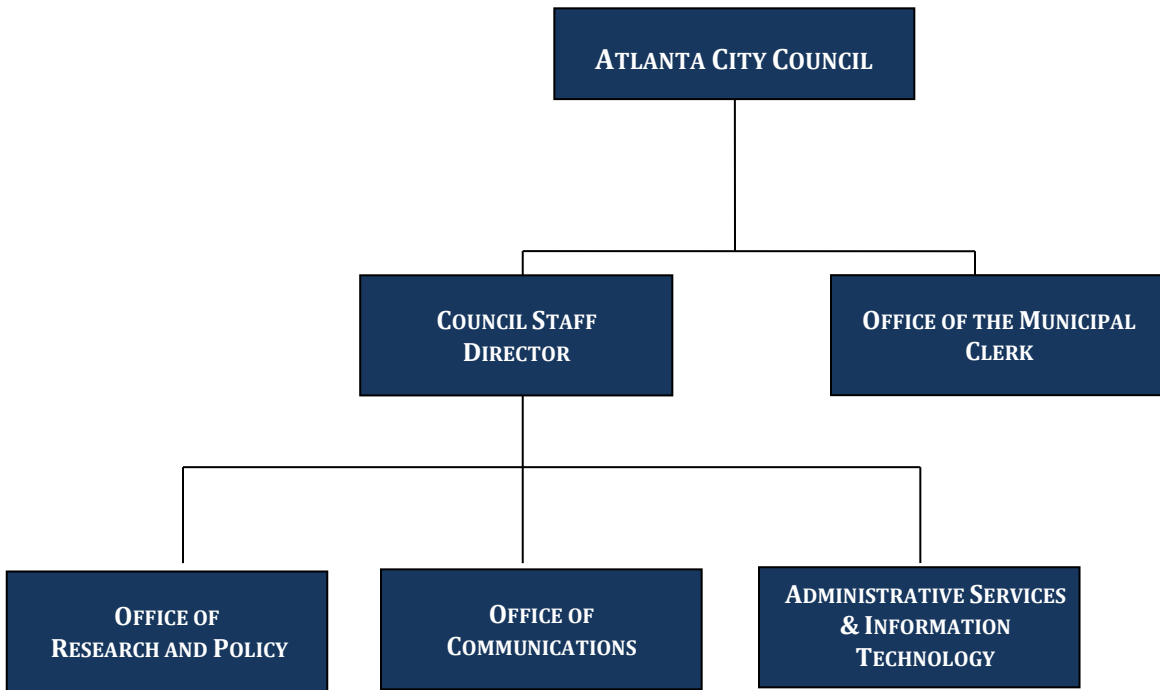 ATLANTA CITY COUNCIL
COUNCIL STAFF
DIRECTOR
OFFICE OF THE MUNICIPAL
CLERK
OFFICE OF
RESEARCH AND POLICY
OFFICE OF
COMMUNICATIONS
ADMINISTRATIVE SERVICES
& INFORMATION
TECHNOLOGY